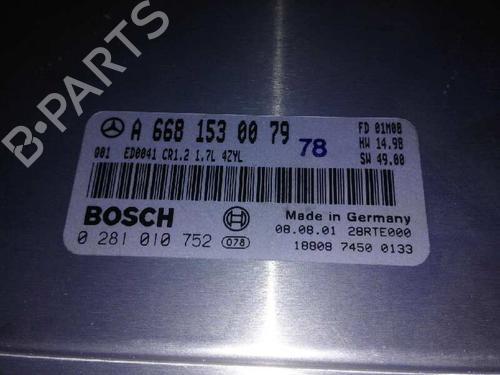 A 668 153 00 79
78
FD 01M08
HW 14.98
SW 49.00
Q01 ED0041 CR1.2 1.7L 4ZYL
BOSCH
0 281 010 752 078
Made in Germany
08.08.01 28RTE000
18808 7450 0133
B-PARTS